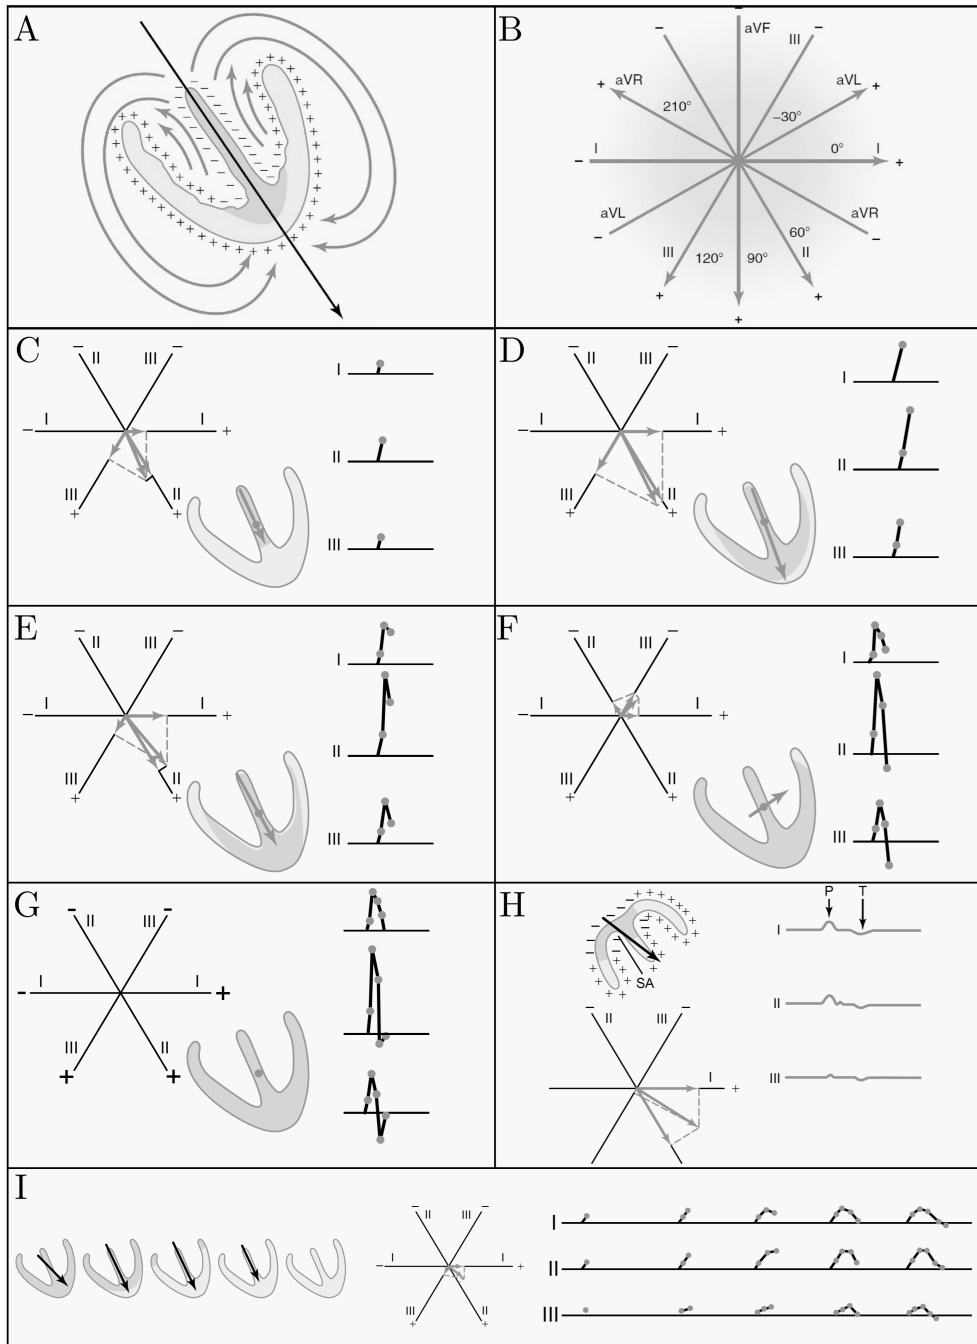 A
B
− aVF
− III −
aVR aVL
+ +
210° −30°
I 0° I
− +
aVL aVR
− −
60°
III 120° 90° II
+ +
+
C
− II III −
I I
− +
III II
+ +
I
II
III
D
− II III −
I I
− +
III II
+ +
I
II
III
E
− II III −
I I
− +
III II
+ +
I
II
III
F
− II III −
I I
− +
III II
+ +
I
II
III
G
- II III -
I I
- +
III II
+ +
H
SA
− II III −
I
+
P T
I
II
III
I
− II III −
I I
− +
III II
+ +
I
II
III